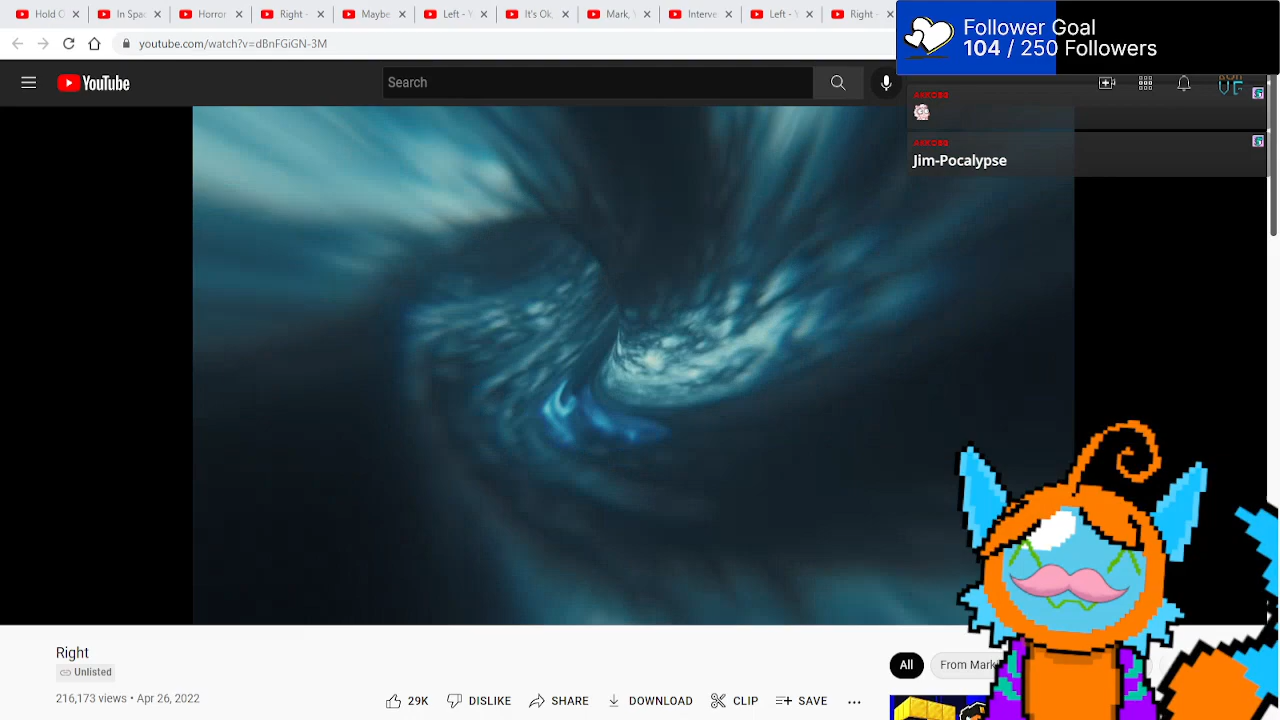 Hold O
In Spac
Horror
Right -
Maybe
Left - Y
It's Ok,
Mark, V
Interve
Left - Y
Right -
youtube.com/watch?v=dBnFGiGN-3M
Follower Goal
104 / 250 Followers
YouTube
Search
Jim-Pocalypse
Right
Unlisted
216,173 views • Apr 26, 2022
29K
DISLIKE
SHARE
DOWNLOAD
CLIP
SAVE
All
From Mark